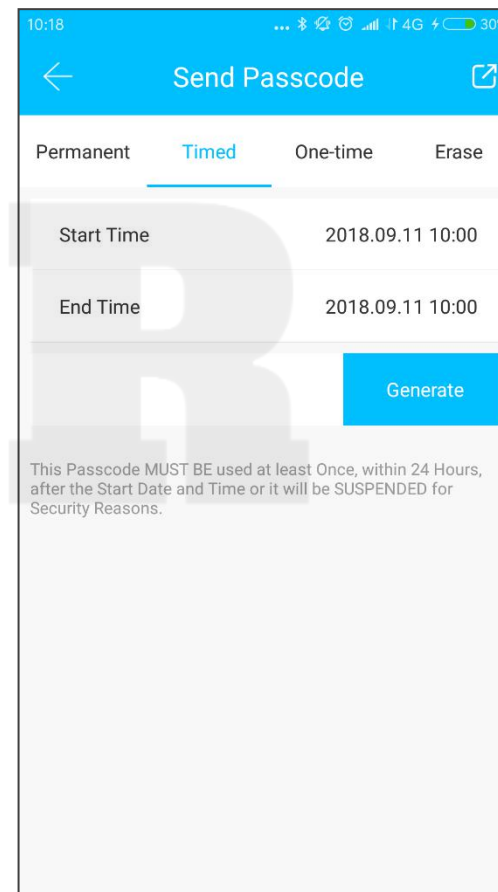 10:18 ... 4G 30%
Send Passcode
Permanent Timed One-time Erase
Start Time 2018.09.11 10:00
End Time 2018.09.11 10:00
Generate
This Passcode MUST BE used at least Once, within 24 Hours,
after the Start Date and Time or it will be SUSPENDED for
Security Reasons.
R